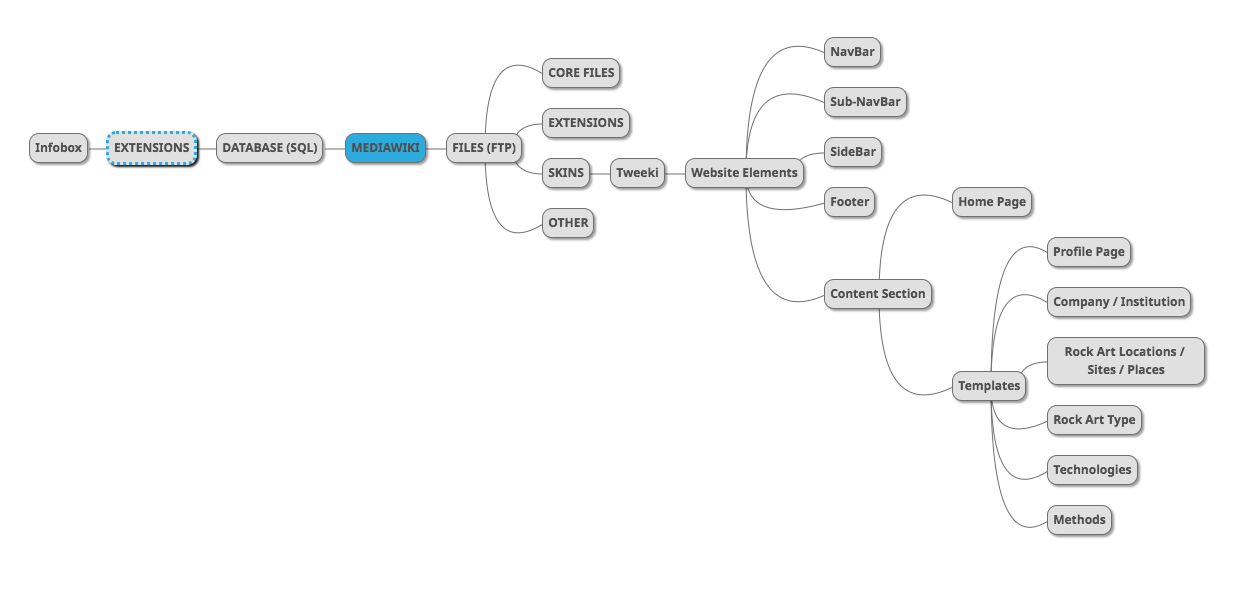 NavBar
CORE FILES
Sub-NavBar
EXTENSIONS
Infobox
EXTENSIONS
DATABASE (SQL)
MEDIAWIKI
FILES (FTP)
SideBar
SKINS
Tweeki
Website Elements
Footer
Home Page
OTHER
Profile Page
Content Section
Company / Institution
Rock Art Locations /
Sites / Places
Templates
Rock Art Type
Technologies
Methods